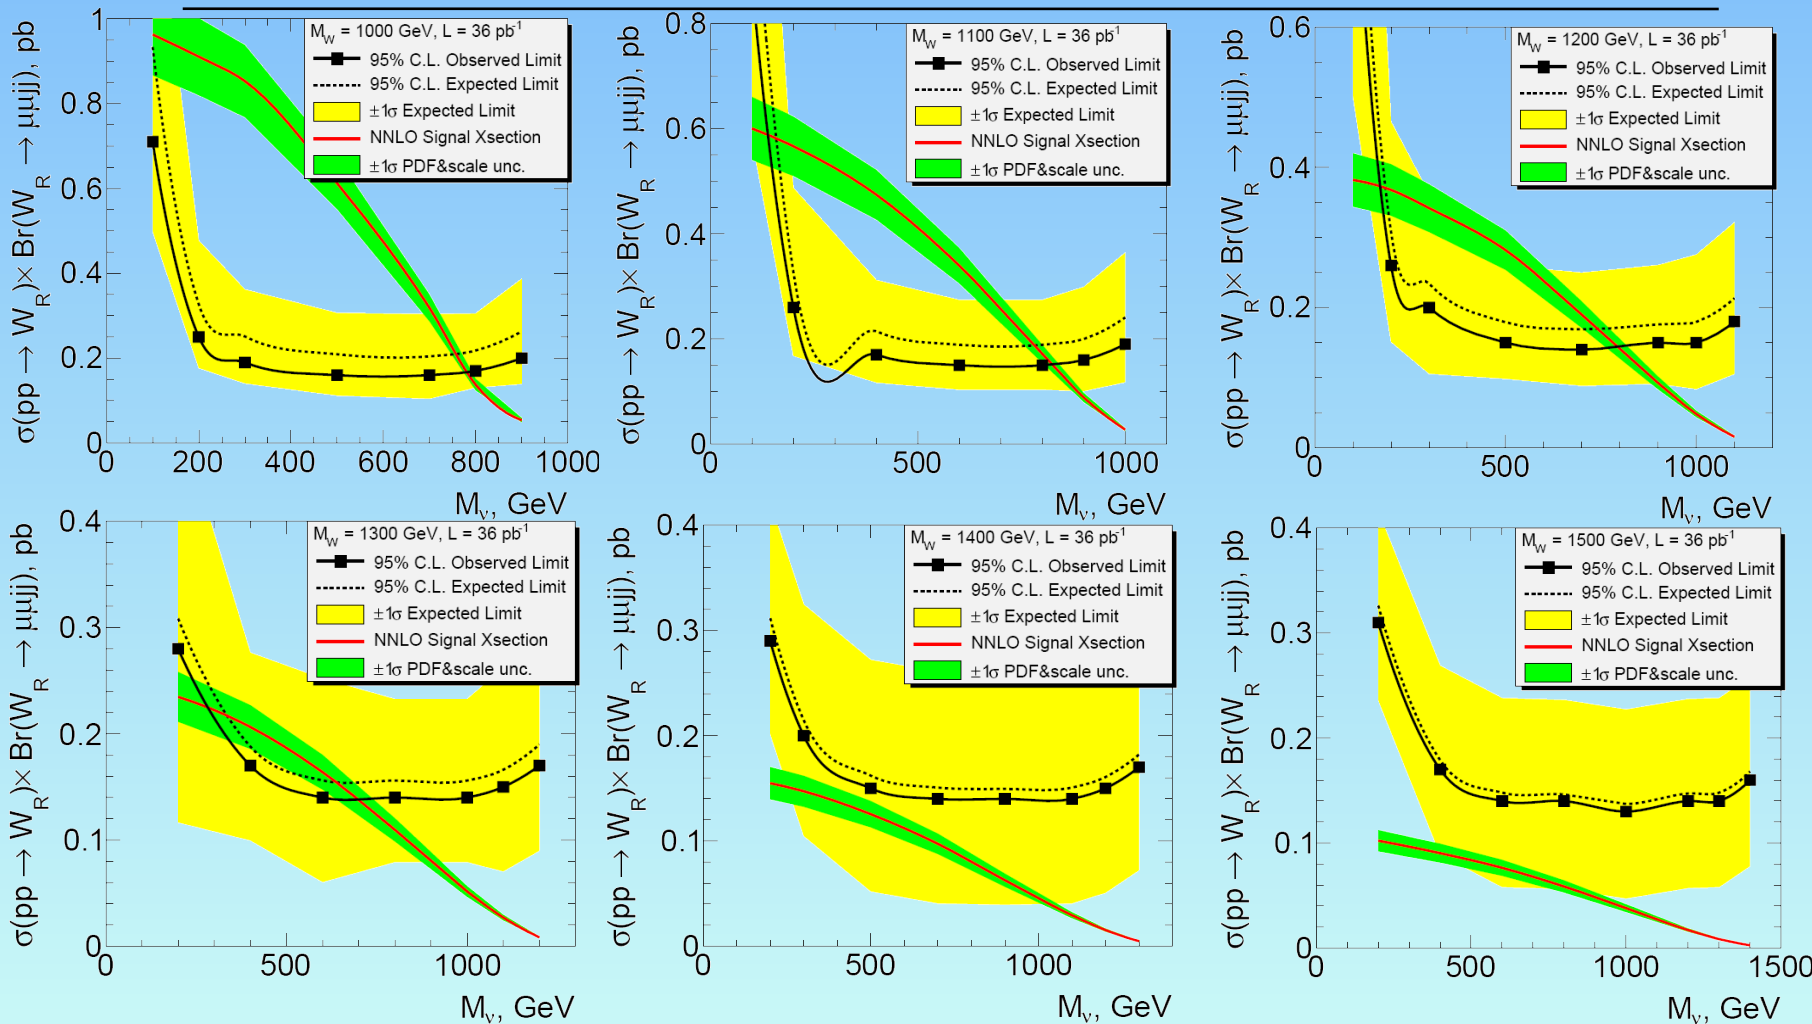 σ(pp → W_R)× Br(W_R → μμjj), pb
M_W = 1000 GeV, L = 36 pb⁻¹
95% C.L. Observed Limit
95% C.L. Expected Limit
±1σ Expected Limit
NNLO Signal Xsection
±1σ PDF&scale unc.
1
0.8
0.6
0.4
0.2
0
0 200 400 600 800 1000
M_ν, GeV
σ(pp → W_R)× Br(W_R → μμjj), pb
M_W = 1100 GeV, L = 36 pb⁻¹
95% C.L. Observed Limit
95% C.L. Expected Limit
±1σ Expected Limit
NNLO Signal Xsection
±1σ PDF&scale unc.
0.8
0.6
0.4
0.2
0
0 500 1000
M_ν, GeV
σ(pp → W_R)× Br(W_R → μμjj), pb
M_W = 1200 GeV, L = 36 pb⁻¹
95% C.L. Observed Limit
95% C.L. Expected Limit
±1σ Expected Limit
NNLO Signal Xsection
±1σ PDF&scale unc.
0.6
0.4
0.2
0
0 500 1000
M_ν, GeV
σ(pp → W_R)× Br(W_R → μμjj), pb
M_W = 1300 GeV, L = 36 pb⁻¹
95% C.L. Observed Limit
95% C.L. Expected Limit
±1σ Expected Limit
NNLO Signal Xsection
±1σ PDF&scale unc.
0.4
0.3
0.2
0.1
0
0 500 1000
M_ν, GeV
σ(pp → W_R)× Br(W_R → μμjj), pb
M_W = 1400 GeV, L = 36 pb⁻¹
95% C.L. Observed Limit
95% C.L. Expected Limit
±1σ Expected Limit
NNLO Signal Xsection
±1σ PDF&scale unc.
0.4
0.3
0.2
0.1
0
0 500 1000
M_ν, GeV
σ(pp → W_R)× Br(W_R → μμjj), pb
M_W = 1500 GeV, L = 36 pb⁻¹
95% C.L. Observed Limit
95% C.L. Expected Limit
±1σ Expected Limit
NNLO Signal Xsection
±1σ PDF&scale unc.
0.4
0.3
0.2
0.1
0
0 500 1000 1500
M_ν, GeV